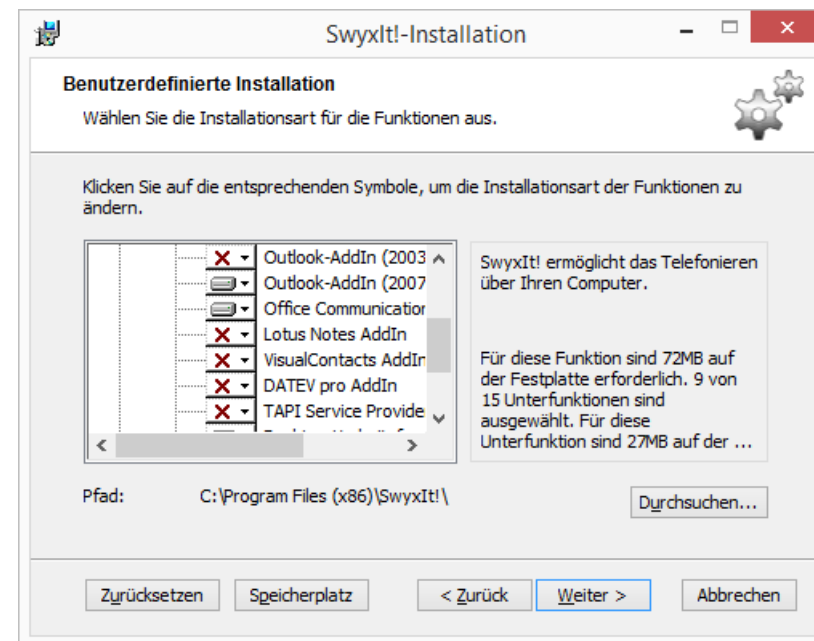 SwyxIt!-Installation
Benutzerdefinierte Installation
Wählen Sie die Installationsart für die Funktionen aus.
Klicken Sie auf die entsprechenden Symbole, um die Installationsart der Funktionen zu
ändern.
Outlook-AddIn (2003
Outlook-AddIn (2007
Office Communicator
Lotus Notes AddIn
VisualContacts AddIn
DATEV pro AddIn
TAPI Service Provide
SwyxIt! ermöglicht das Telefonieren
über Ihren Computer.
Für diese Funktion sind 72MB auf
der Festplatte erforderlich. 9 von
15 Unterfunktionen sind
ausgewählt. Für diese
Unterfunktion sind 27MB auf der ...
Pfad: C:\Program Files (x86)\SwyxIt!\
Durchsuchen...
Zurücksetzen Speicherplatz < Zurück Weiter > Abbrechen